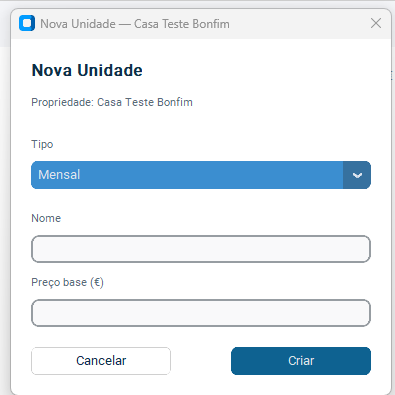 Nova Unidade — Casa Teste Bonfim
Nova Unidade
Propriedade: Casa Teste Bonfim
Tipo
Mensal
Nome
Preço base (€)
Cancelar
Criar